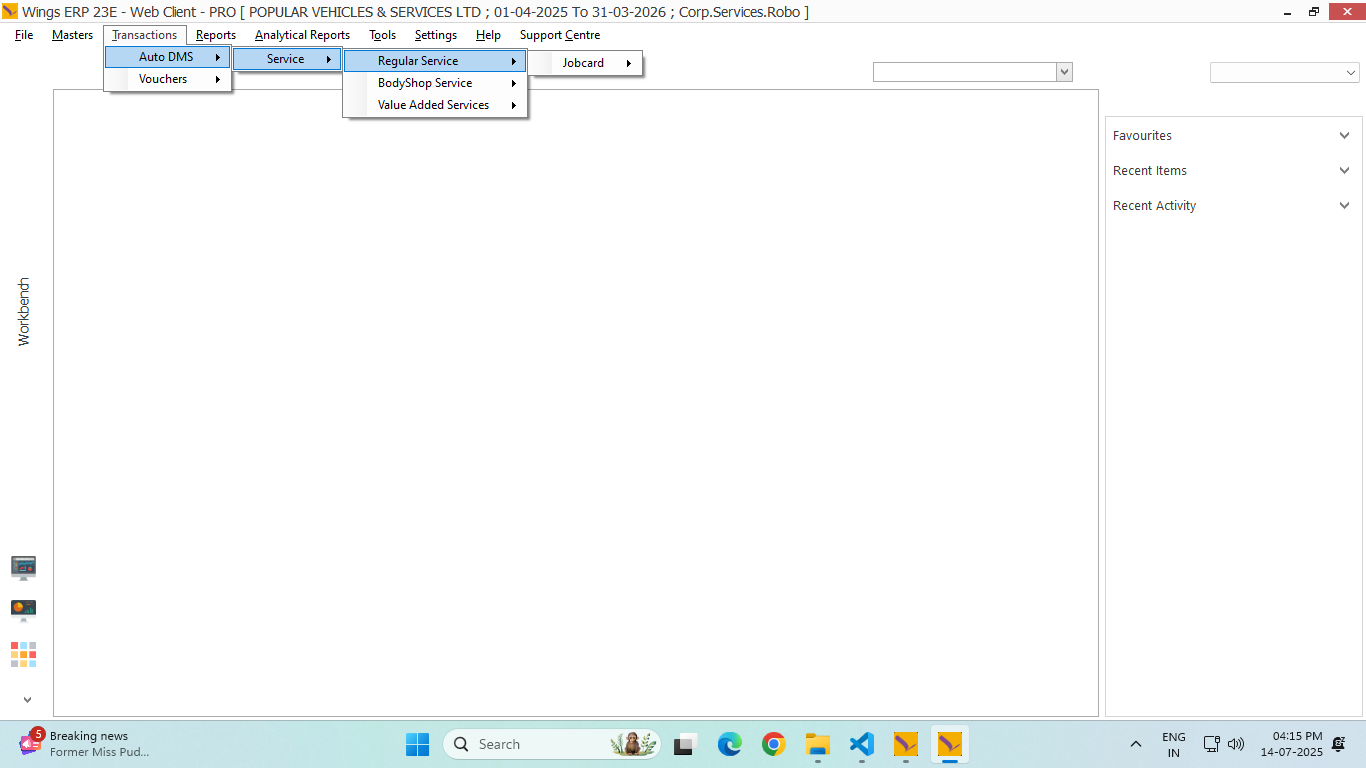 Wings ERP 23E - Web Client - PRO [ POPULAR VEHICLES & SERVICES LTD ; 01-04-2025 To 31-03-2026 ; Corp.Services.Robo ]
File Masters Transactions Reports Analytical Reports Tools Settings Help Support Centre
Auto DMS
Vouchers
Service
Regular Service
BodyShop Service
Value Added Services
Jobcard
Favourites
Recent Items
Recent Activity
Workbench
5
Breaking news
Former Miss Pud...
Search
ENG
IN
04:15 PM
14-07-2025